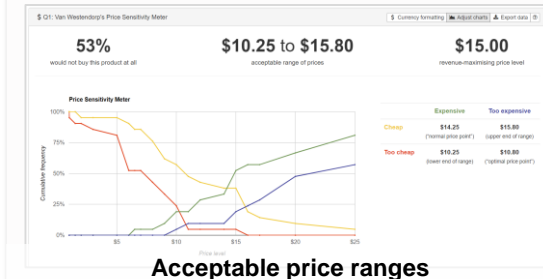 $ Q1: Van Westendorp's Price Sensitivity Meter
$ Currency formatting
Adjust charts
Export data
53%
would not buy this product at all
$10.25 to $15.80
acceptable range of prices
$15.00
revenue-maximising price level
Price Sensitivity Meter
Cumulative frequency
100%
75%
50%
25%
0%
$5
$10
$15
$20
$25
Price level
Expensive
Too expensive
Cheap
$14.25
$15.80
("normal price point")
(upper end of range)
Too cheap
$10.25
$10.80
(lower end of range)
("optimal price point")
Acceptable price ranges